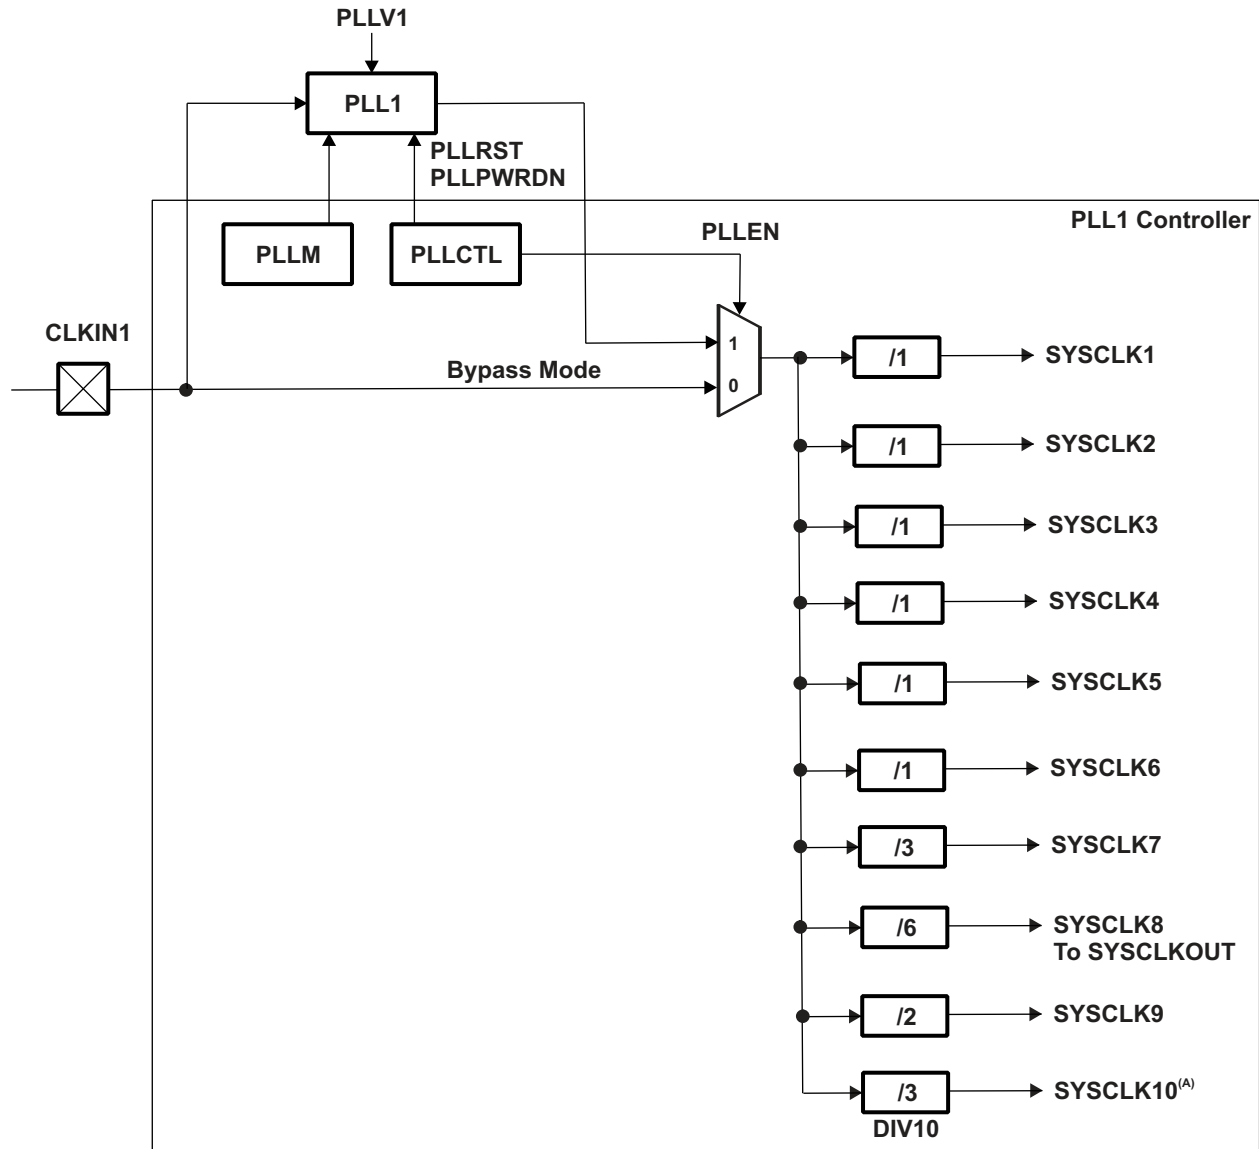 PLLV1
PLL1
PLLRST
PLLPWRDN
PLL1 Controller
PLLM
PLLCTL
PLLEN
CLKIN1
Bypass Mode
1
0
/1
SYSCLK1
/1
SYSCLK2
/1
SYSCLK3
/1
SYSCLK4
/1
SYSCLK5
/1
SYSCLK6
/3
SYSCLK7
/6
SYSCLK8
To SYSCLKOUT
/2
SYSCLK9
/3
SYSCLK10(A)
DIV10